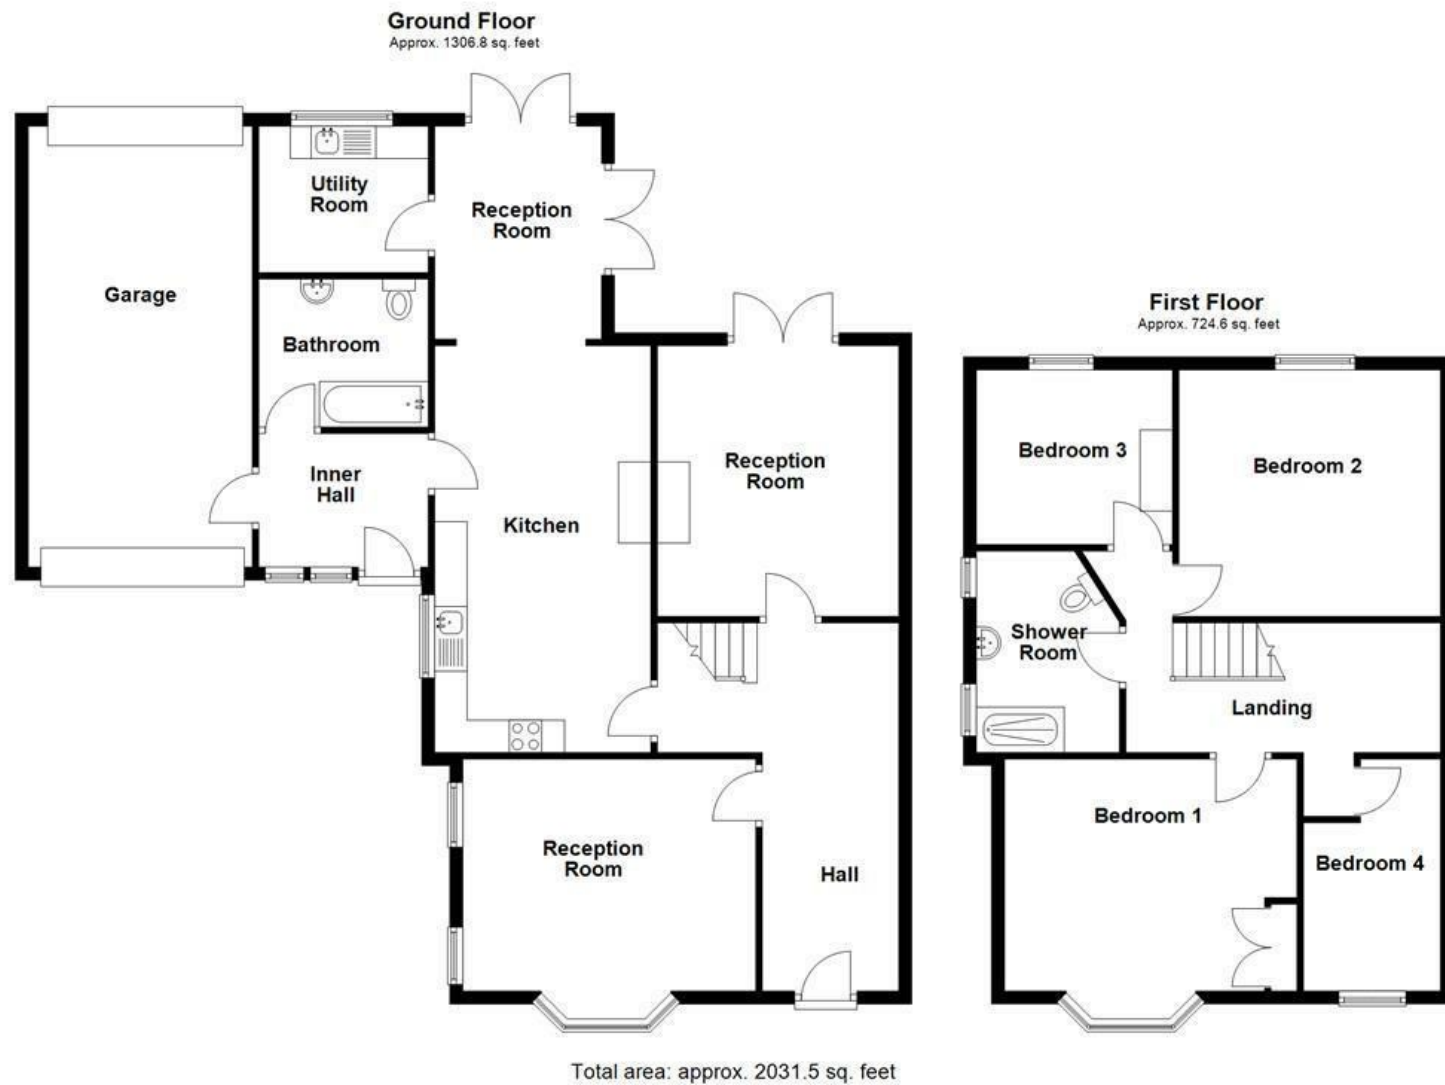 Ground Floor
Approx. 1306.8 sq. feet
Utility
Room
Reception
Room
Garage
Bathroom
Inner
Hall
Kitchen
Reception
Room
Reception
Room
Hall
First Floor
Approx. 724.6 sq. feet
Bedroom 3
Bedroom 2
Shower
Room
Landing
Bedroom 1
Bedroom 4
Total area: approx. 2031.5 sq. feet